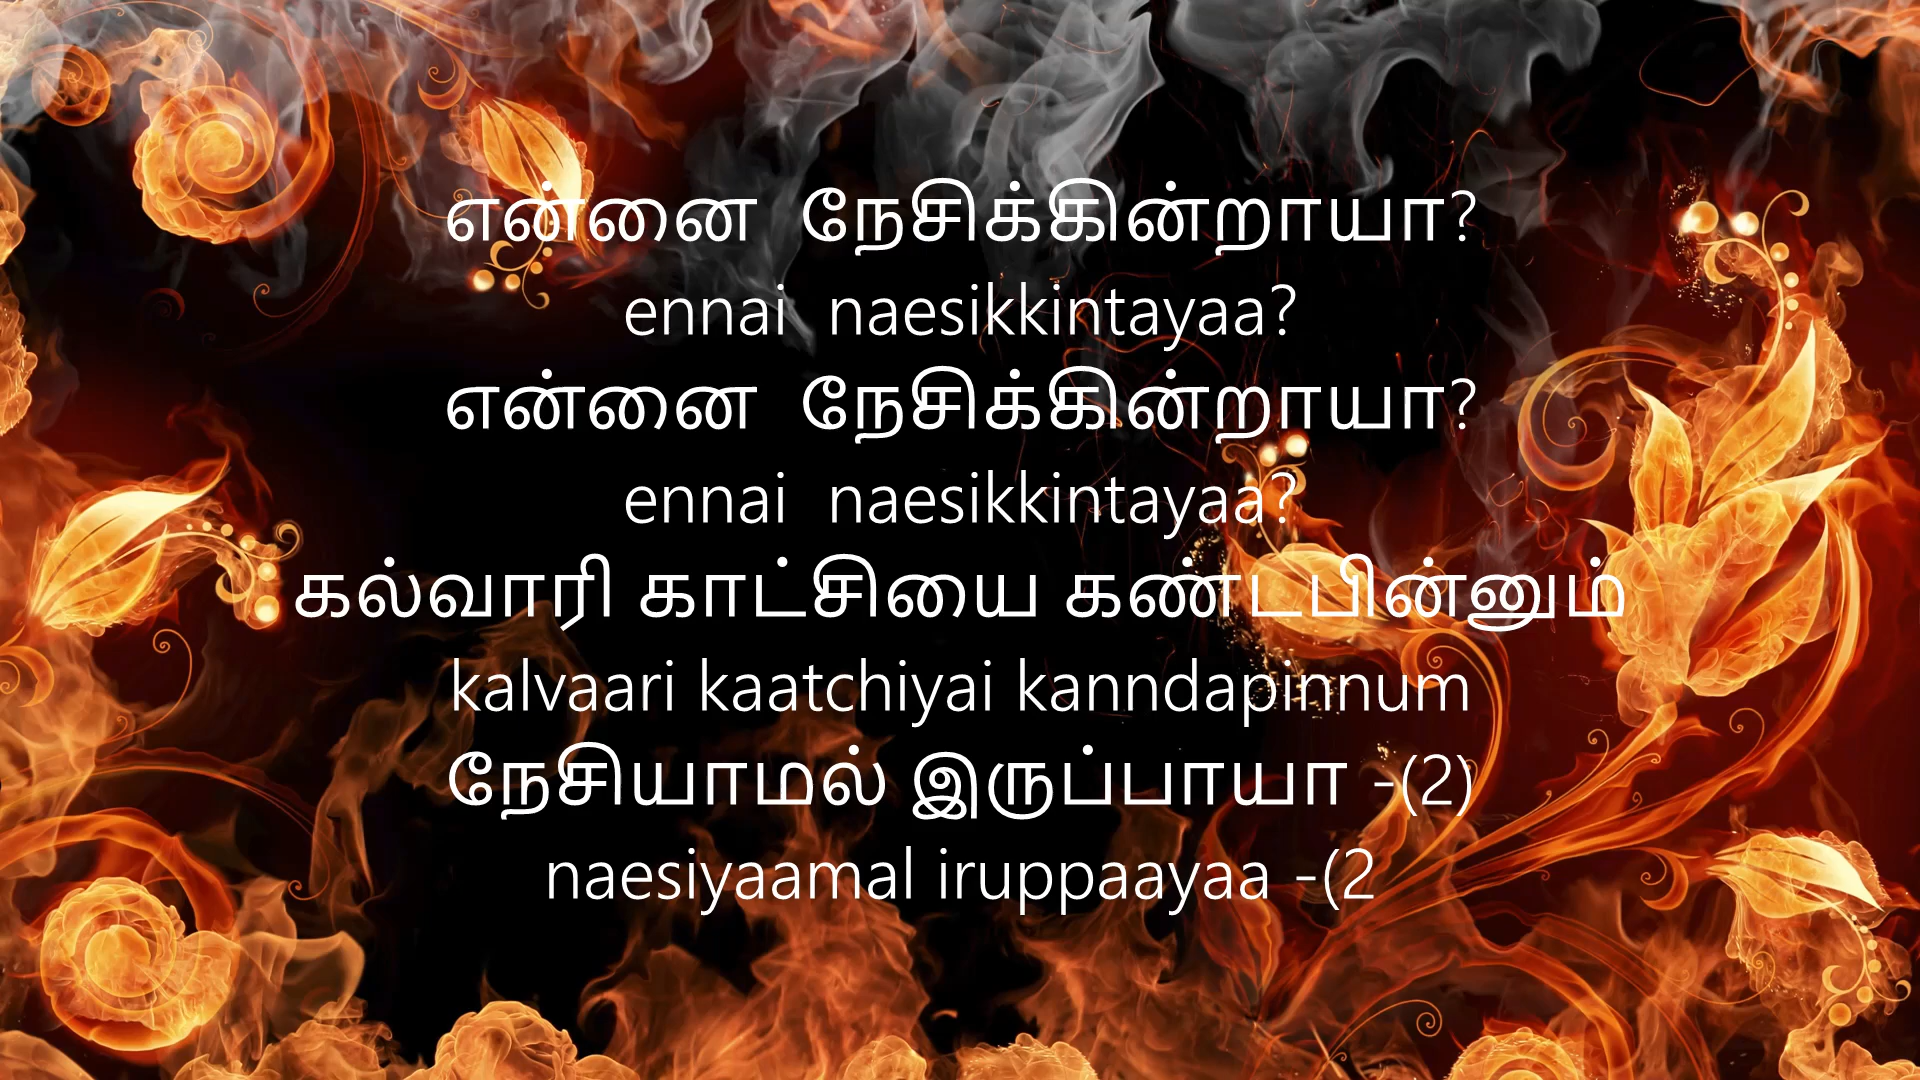 என்னை  நேசிக்கின்றாயா?
ennai  naesikkintayaa?
என்னை  நேசிக்கின்றாயா?
ennai  naesikkintayaa?
கல்வாரி காட்சியை கண்டபின்னும்
kalvaari kaatchiyai kanndapinnum
நேசியாமல் இருப்பாயா -(2)
naesiyaamal iruppaayaa -(2